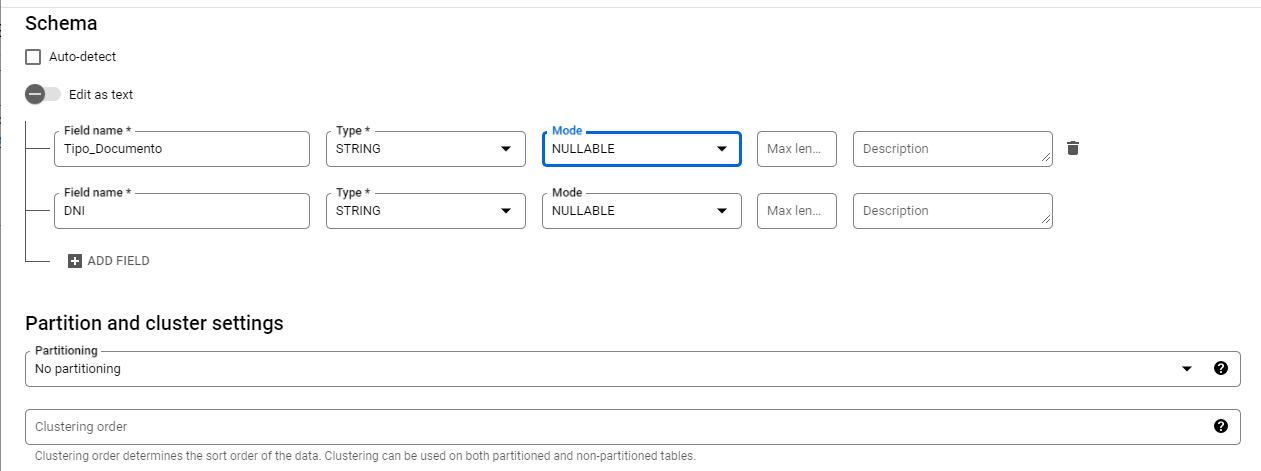 Schema
Auto-detect
Edit as text
Field name * Type * Mode
Tipo_Documento STRING NULLABLE Max len... Description
Field name * Type * Mode
DNI STRING NULLABLE Max len... Description
ADD FIELD
Partition and cluster settings
Partitioning
No partitioning
Clustering order
Clustering order determines the sort order of the data. Clustering can be used on both partitioned and non-partitioned tables.